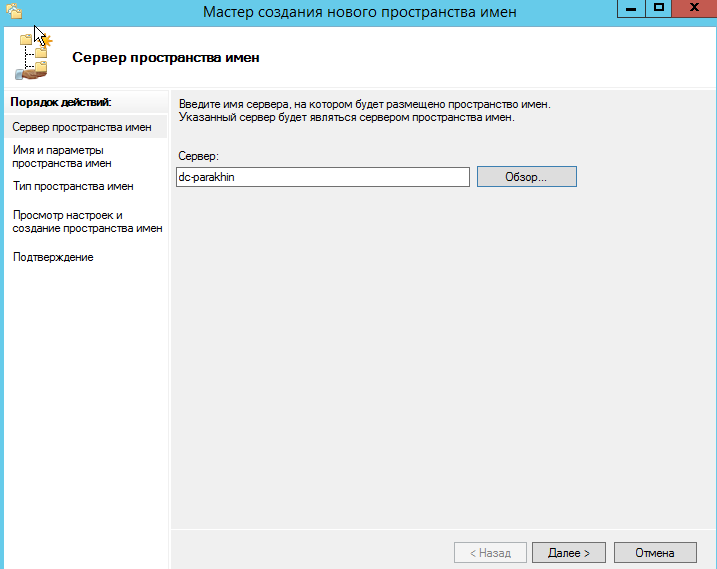 Мастер создания нового пространства имен
Сервер пространства имен
Порядок действий:
Сервер пространства имен
Имя и параметры
пространства имен
Тип пространства имен
Просмотр настроек и
создание пространства имен
Подтверждение
Введите имя сервера, на котором будет размещено пространство имен.
Указанный сервер будет являться сервером пространства имен.
Сервер:
dc-parakhin
Обзор...
< Назад
Далее >
Отмена